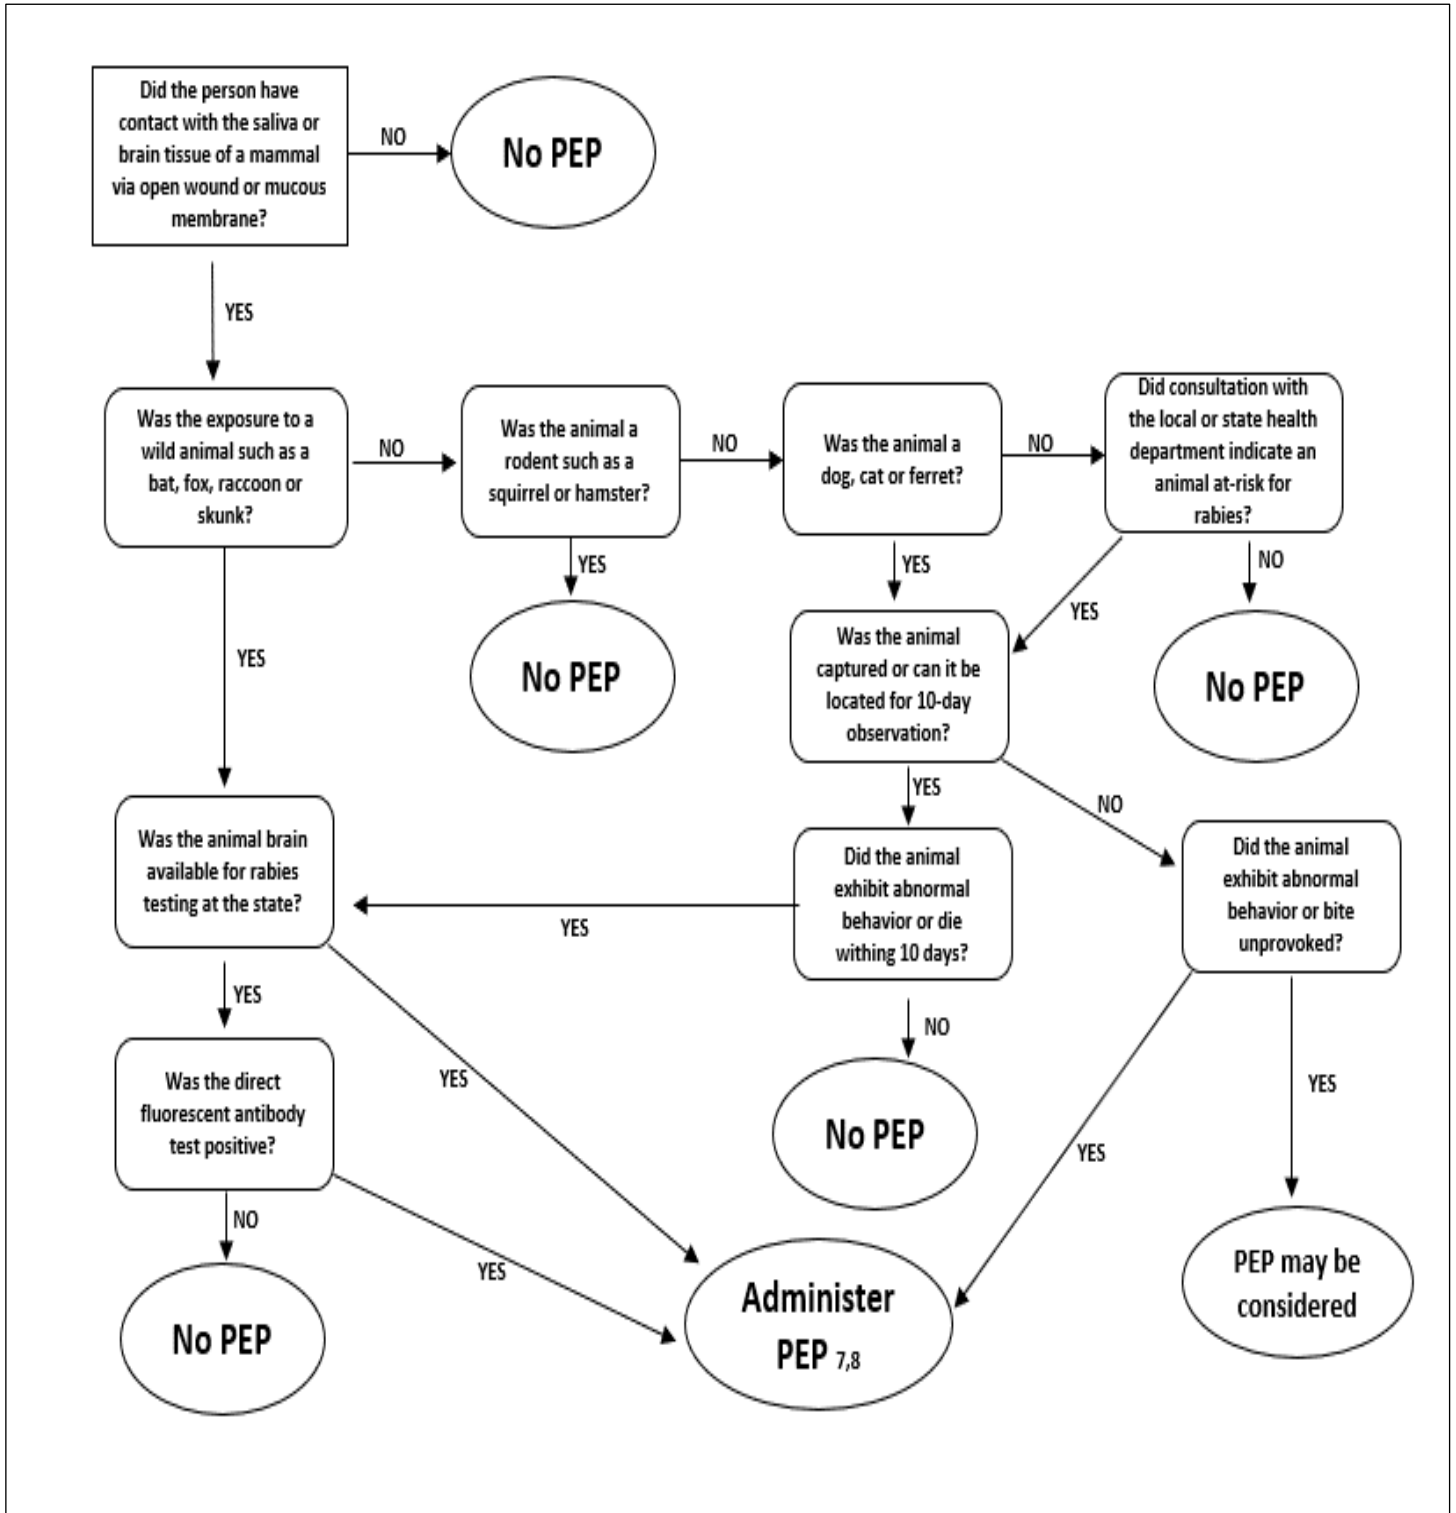 Did the person have
contact with the saliva or
brain tissue of a mammal
via open wound or mucous
membrane?
NO
No PEP
YES
Was the exposure to a
wild animal such as a
bat, fox, raccoon or
skunk?
NO
Was the animal a
rodent such as a
squirrel or hamster?
NO
Was the animal a
dog, cat or ferret?
NO
Did consultation with
the local or state health
department indicate an
animal at-risk for
rabies?
YES
YES
YES
NO
YES
No PEP
Was the animal
captured or can it be
located for 10-day
observation?
No PEP
YES
NO
Was the animal brain
available for rabies
testing at the state?
YES
Did the animal
exhibit abnormal
behavior or die
withing 10 days?
Did the animal
exhibit abnormal
behavior or bite
unprovoked?
YES
YES
NO
YES
YES
Was the direct
fluorescent antibody
test positive?
No PEP
NO
YES
No PEP
Administer
PEP 7,8
PEP may be
considered